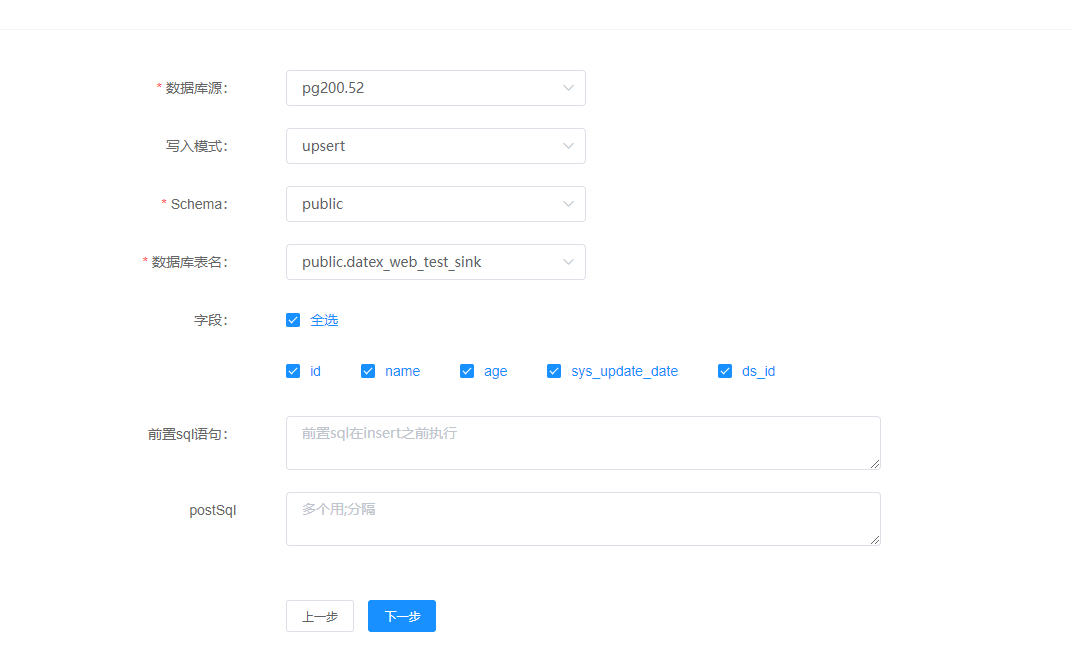 * 数据库源: pg200.52
写入模式: upsert
* Schema: public
* 数据库表名: public.datex_web_test_sink
字段: 全选
id name age sys_update_date ds_id
前置sql语句: 前置sql在insert之前执行
postSql 多个用;分隔
上一步 下一步